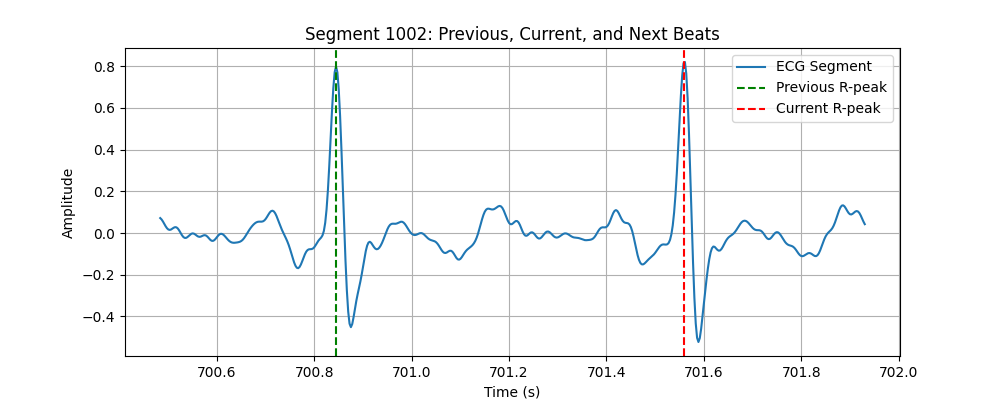 Segment 1002: Previous, Current, and Next Beats
ECG Segment
Previous R-peak
Current R-peak
Amplitude
0.8
0.6
0.4
0.2
0.0
−0.2
−0.4
700.6 700.8 701.0 701.2 701.4 701.6 701.8 702.0
Time (s)